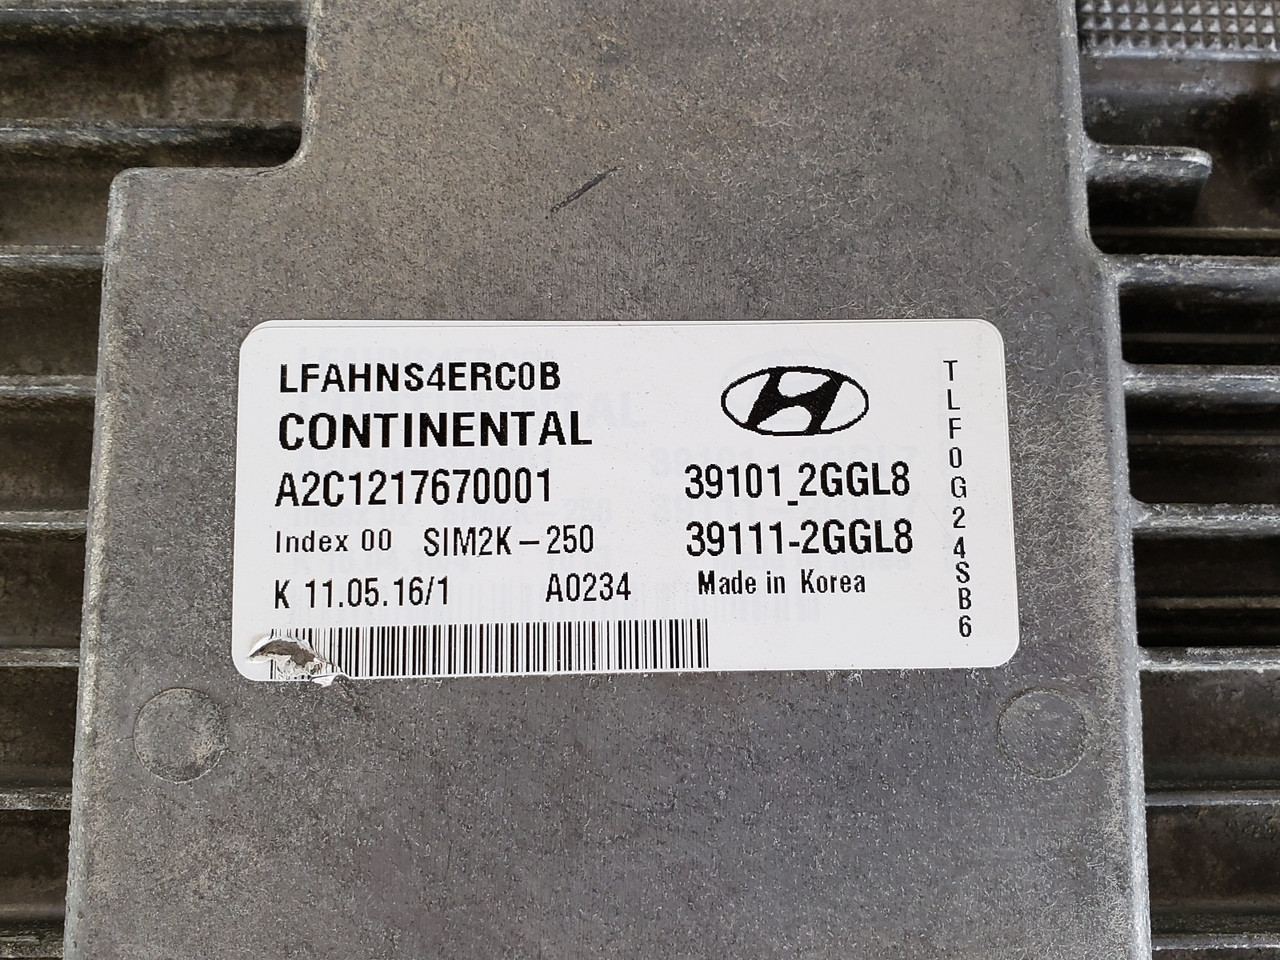 LFAHNS4ERC0B
CONTINENTAL
A2C1217670001
39101_2GGL8
Index 00 SIM2K-250
39111-2GGL8
K 11.05.16/1 A0234
Made in Korea
TLF0G24SB6